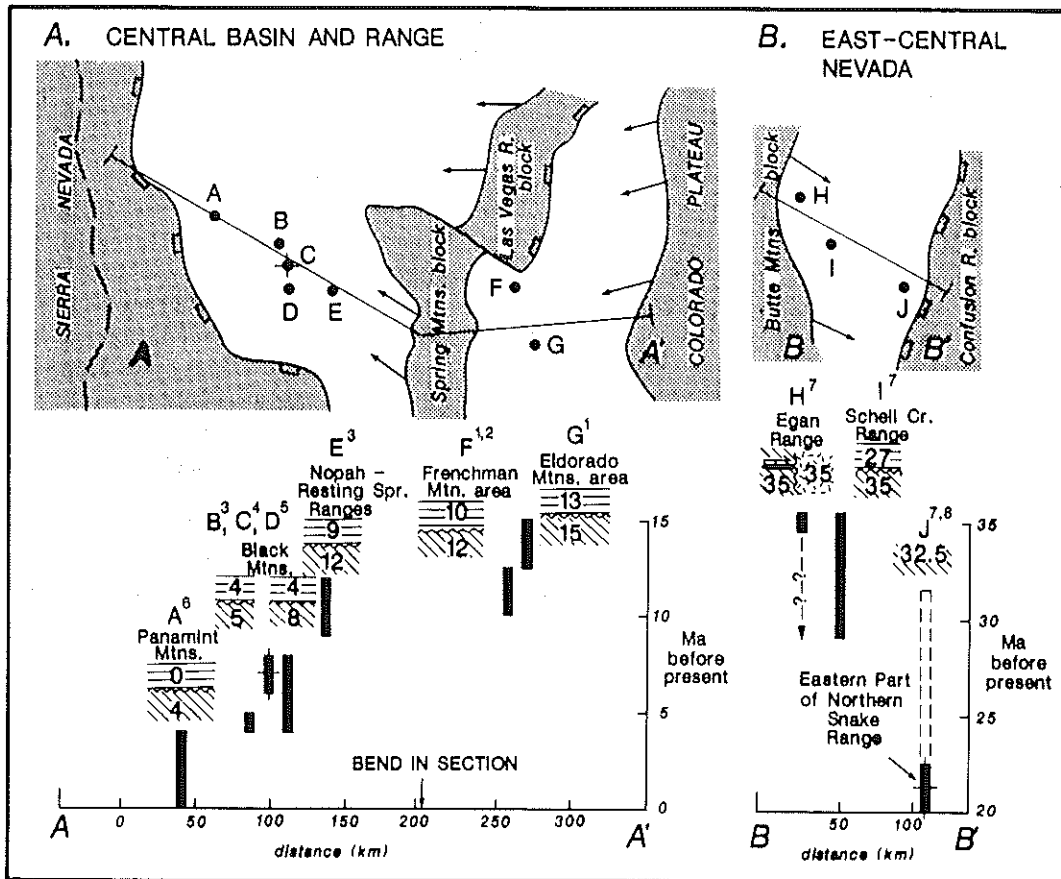 A. CENTRAL BASIN AND RANGE
SIERRA NEVADA
A
A
B
C
D
E
Spring Mtns. block
Las Vegas R. block
F
G
A'
COLORADO PLATEAU
A⁶
Panamint
Mtns.
0
4
B³, C⁴, D⁵
Black
Mtns.
4
5
4
8
E³
Nopah -
Resting Spr.
Ranges
9
12
F¹,²
Frenchman
Mtn. area
10
12
G¹
Eldorado
Mtns. area
13
15
15
10
5
0
Ma
before
present
BEND IN SECTION
A
0 50 100 150 200 250 300
A'
distance (km)
B. EAST-CENTRAL
NEVADA
Butte Mtns. block
H
I
J
B
B'
Confusion R. block
H⁷
Egan
Range
35
35
I⁷
Schell Cr.
Range
27
35
J⁷,⁸
32.5
?
?
35
30
25
20
Ma
before
present
Eastern Part
of Northern
Snake
Range
B
0 50 100
B'
distance (km)